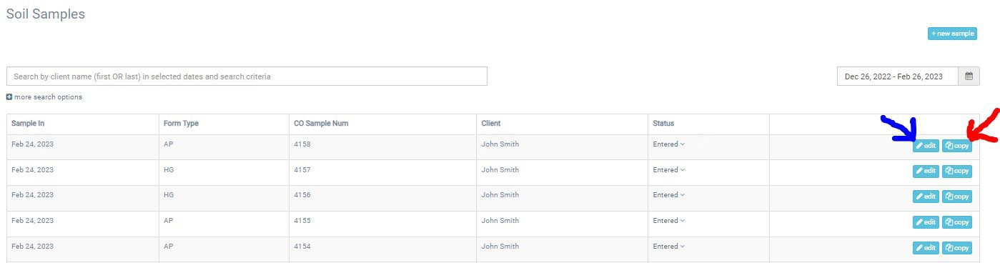 Soil Samples
+ new sample
Search by client name (first OR last) in selected dates and search criteria
Dec 26, 2022 - Feb 26, 2023
more search options
Sample In Form Type CO Sample Num Client Status
Feb 24, 2023 AP 4158 John Smith Entered edit copy
Feb 24, 2023 HG 4157 John Smith Entered edit copy
Feb 24, 2023 HG 4156 John Smith Entered edit copy
Feb 24, 2023 AP 4155 John Smith Entered edit copy
Feb 24, 2023 AP 4154 John Smith Entered edit copy